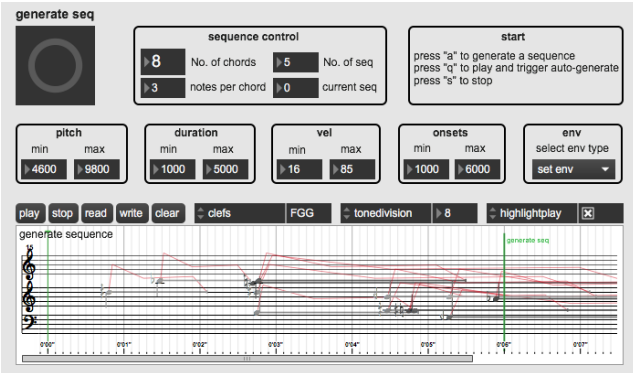 generate seq
sequence control
8 No. of chords 5 No. of seq
3 notes per chord 0 current seq
start
press "a" to generate a sequence
press "q" to play and trigger auto-generate
press "s" to stop
pitch
min max
4600 9800
duration
min max
1000 5000
vel
min max
16 85
onsets
min max
1000 6000
env
select env type
set env
play stop read write clear clefs FGG tonedivision 8 highlightplay
generate sequence
15
generate seq
0'00" 0'01" 0'02" 0'03" 0'04" 0'05" 0'06" 0'07"